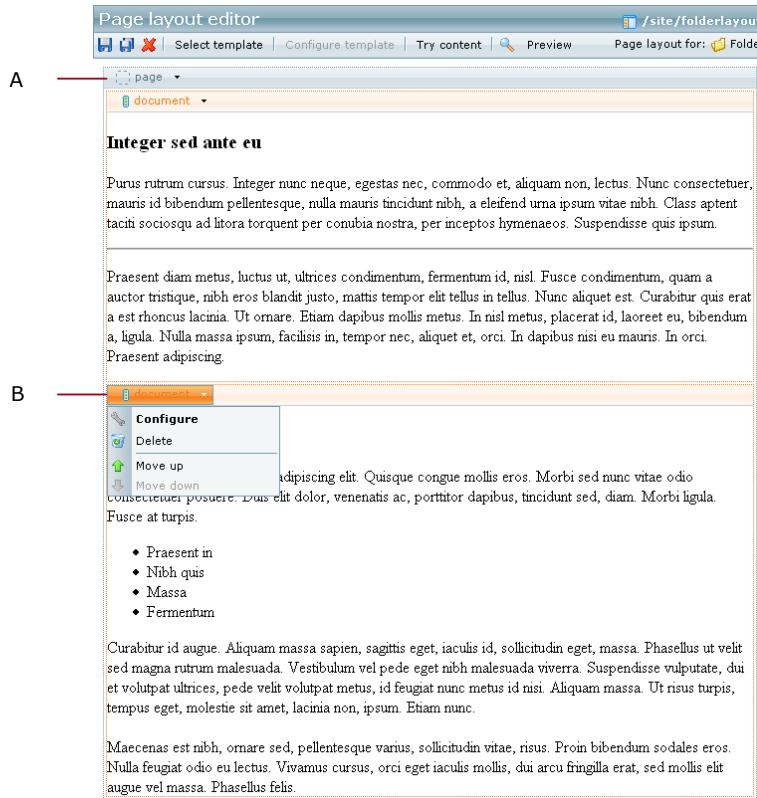 Page layout editor
/site/folderlayou
Select template
Configure template
Try content
Preview
Page layout for:
Folde
A
page
document
Integer sed ante eu
Purus rutrum cursus. Integer nunc neque, egestas nec, commodo et, aliquam non, lectus. Nunc consectetuer,
mauris id bibendum pellentesque, nulla mauris tincidunt nibh, a eleifend urna ipsum vitae nibh. Class aptent
taciti sociosqu ad litora torquent per conubia nostra, per inceptos hymenaeos. Suspendisse quis ipsum.
Praesent diam metus, luctus ut, ultrices condimentum, fermentum id, nisl. Fusce condimentum, quam a
auctor tristique, nibh eros blandit justo, mattis tempor elit tellus in tellus. Nunc aliquet est. Curabitur quis erat
a est rhoncus lacinia. Ut ornare. Etiam dapibus mollis metus. In nisl metus, placerat id, laoreet eu, bibendum
a, ligula. Nulla massa ipsum, facilisis in, tempor nec, aliquet et, orci. In dapibus nisi eu mauris. In orci.
Praesent adipiscing.
B
document
Configure
Delete
Move up
Move down
adipiscing elit. Quisque congue mollis eros. Morbi sed nunc vitae odio
consectetuer posuere. Duis elit dolor, venenatis ac, porttitor dapibus, tincidunt sed, diam. Morbi ligula.
Fusce at turpis.
Praesent in
Nibh quis
Massa
Fermentum
Curabitur id augue. Aliquam massa sapien, sagittis eget, iaculis id, sollicitudin eget, massa. Phasellus ut velit
sed magna rutrum malesuada. Vestibulum vel pede eget nibh malesuada viverra. Suspendisse vulputate, dui
et volutpat ultrices, pede velit volutpat metus, id feugiat nunc metus id nisi. Aliquam massa. Ut risus turpis,
tempus eget, molestie sit amet, lacinia non, ipsum. Etiam nunc.
Maecenas est nibh, ornare sed, pellentesque varius, sollicitudin vitae, risus. Proin bibendum sodales eros.
Nulla feugiat odio eu lectus. Vivamus cursus, orci eget iaculis mollis, dui arcu fringilla erat, sed mollis elit
augue vel massa. Phasellus felis.